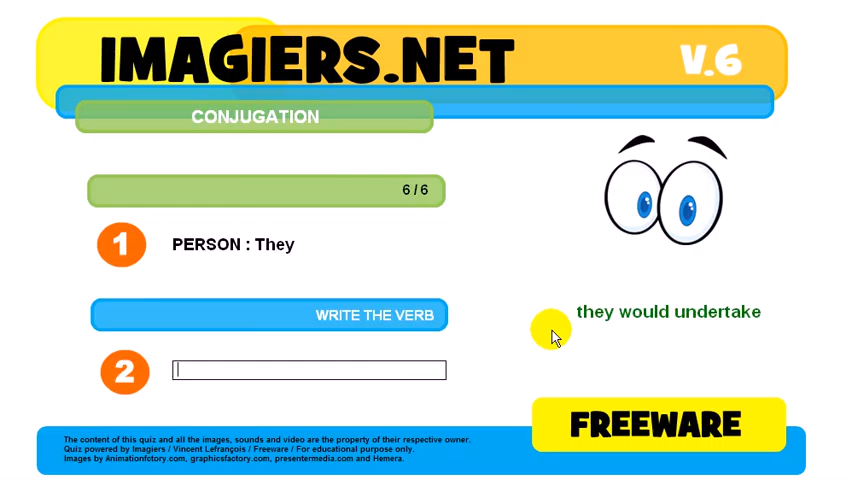 IMAGIERS.NET
V.6
CONJUGATION
6 / 6
1
PERSON : They
WRITE THE VERB
they would undertake
2
FREEWARE
The content of this quiz and all the images, sounds and video are the property of their respective owner.
Quiz powered by Imagiers / Vincent Lefrançois / Freeware / For educational purpose only.
Images by Animationfctory.com, graphicsfactory.com, presentermedia.com and Hemera.